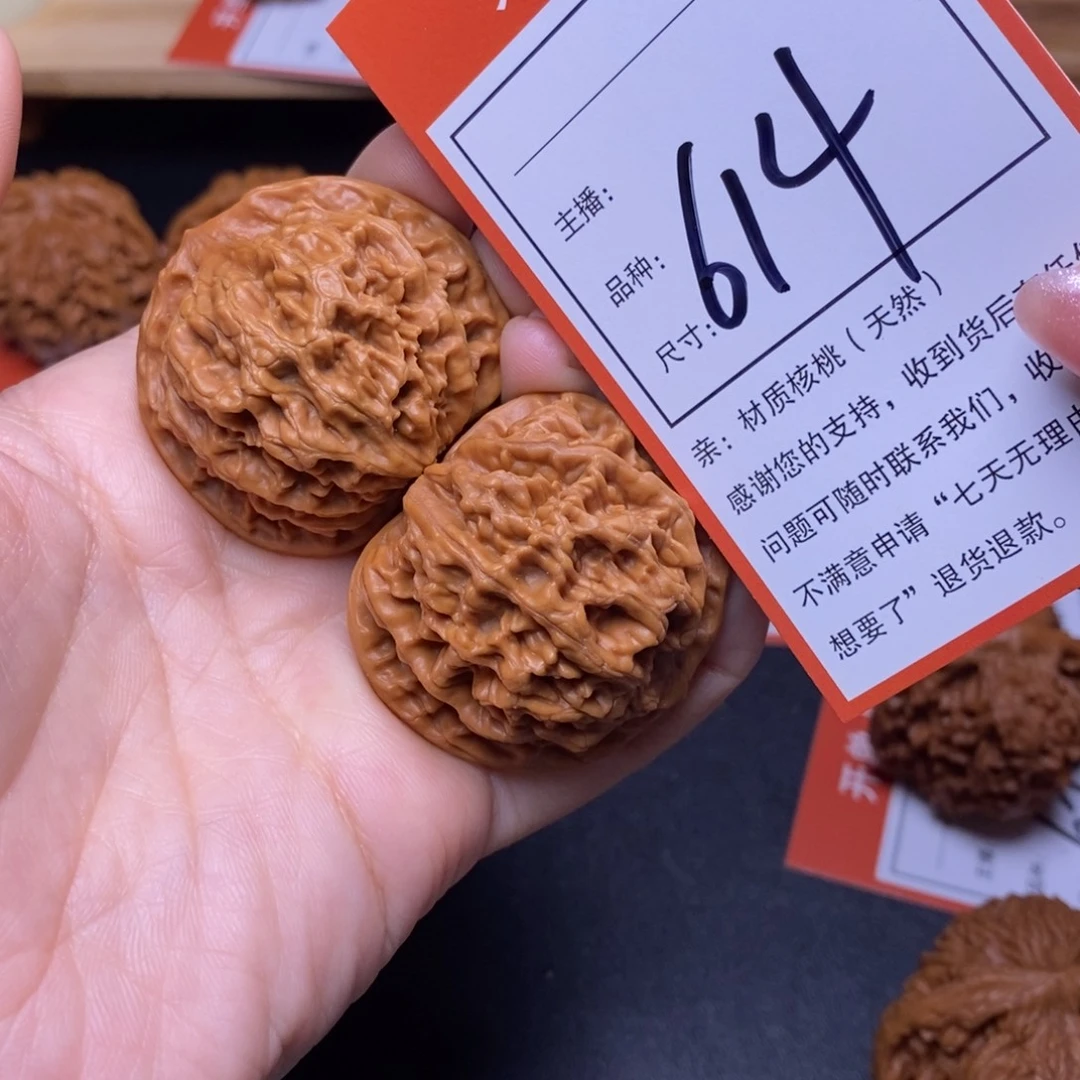 614
主播：
品种：
尺寸：
亲：材质核桃（天然）
感谢您的支持，收到货后
问题可随时联系我们，收
不满意申请“七天无理由
想要了”退货退款。